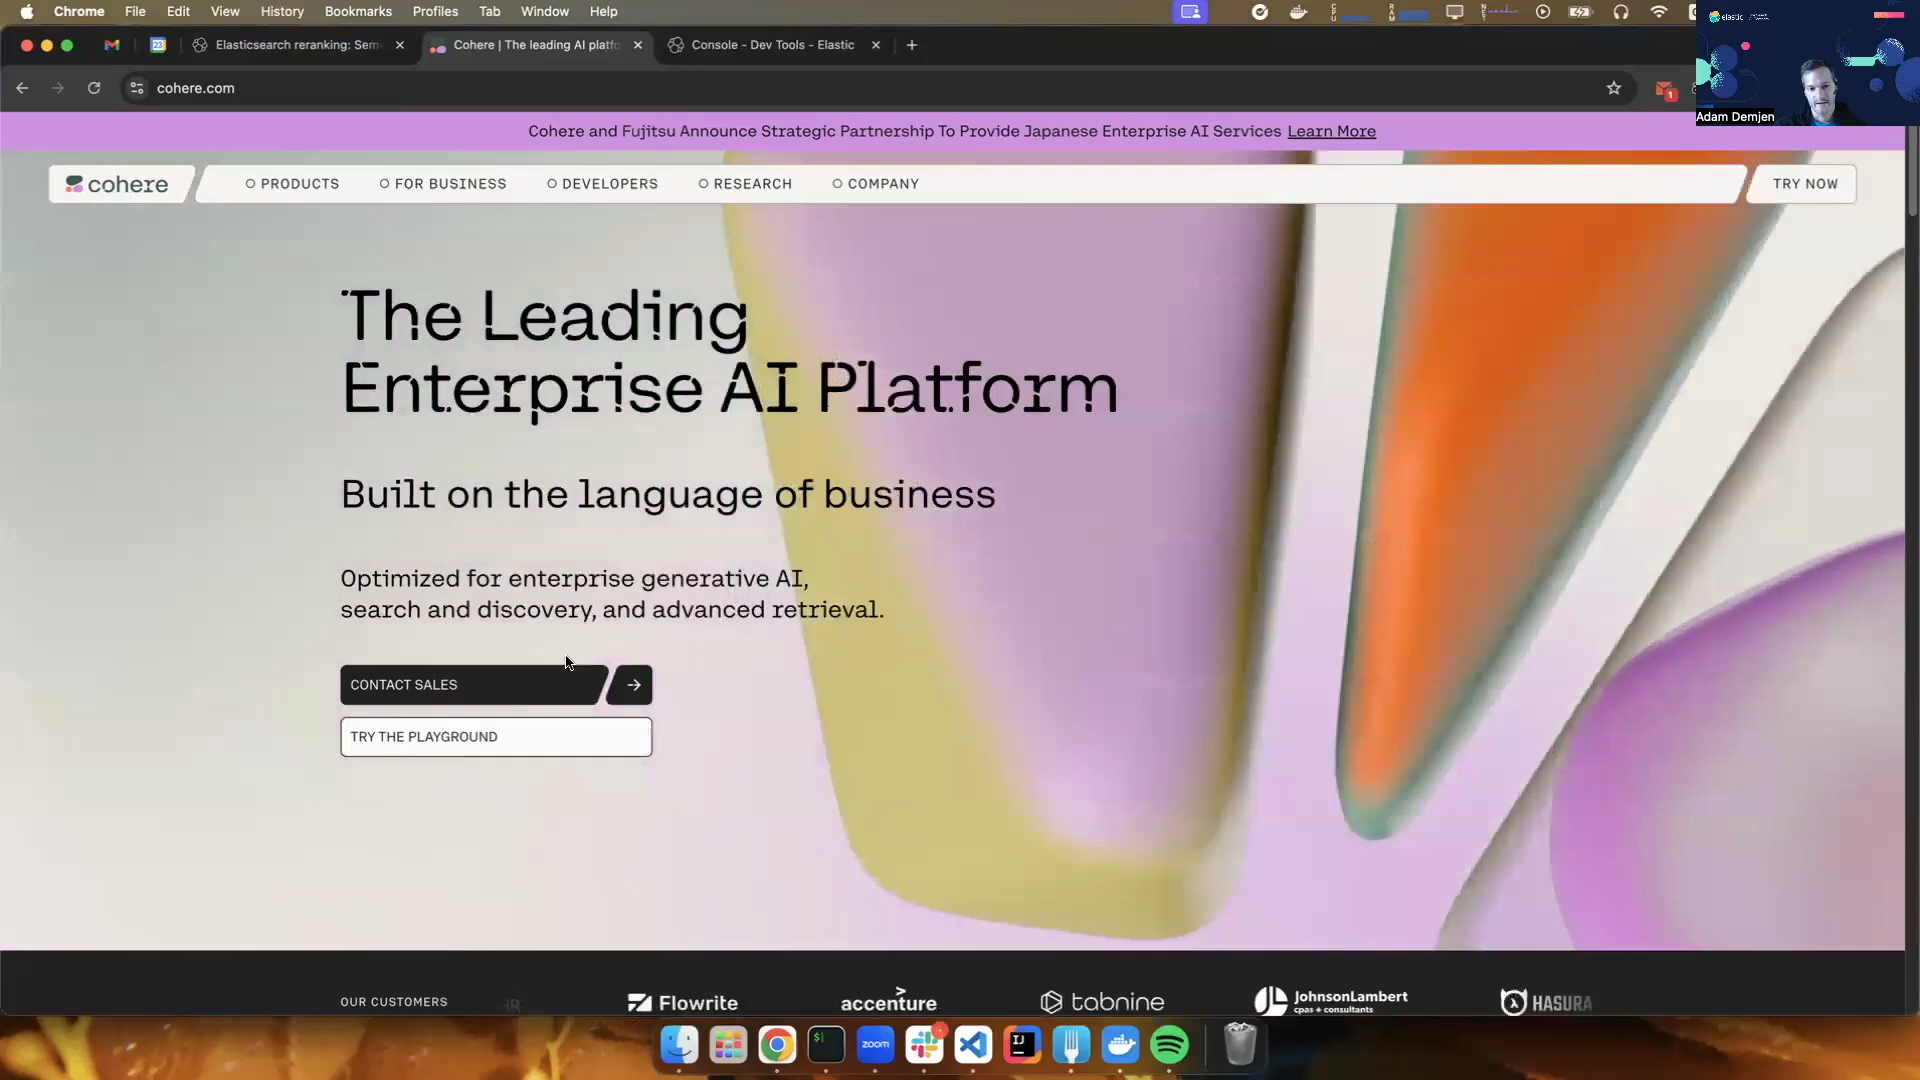 Chrome File Edit View History Bookmarks Profiles Tab Window Help
elastic
Adam Demjen
Elasticsearch reranking: Sem
Cohere | The leading AI platfo
Console - Dev Tools - Elastic
cohere.com
1
Cohere and Fujitsu Announce Strategic Partnership To Provide Japanese Enterprise AI Services Learn More
cohere
PRODUCTS FOR BUSINESS DEVELOPERS RESEARCH COMPANY
TRY NOW
The Leading
Enterprise AI Platform
Built on the language of business
Optimized for enterprise generative AI,
search and discovery, and advanced retrieval.
CONTACT SALES
TRY THE PLAYGROUND
OUR CUSTOMERS
Flowrite
accenture
tabnine
JohnsonLambert
cpas + consultants
HASURA
zoom
IJ